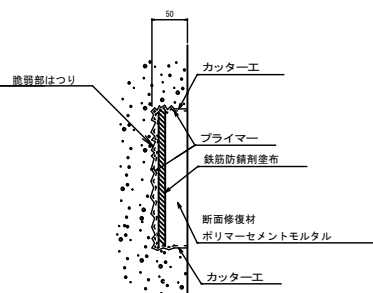 50
カッター工
脆弱部はつり
プライマー
鉄筋防錆剤塗布
断面修復材
ポリマーセメントモルタル
カッター工